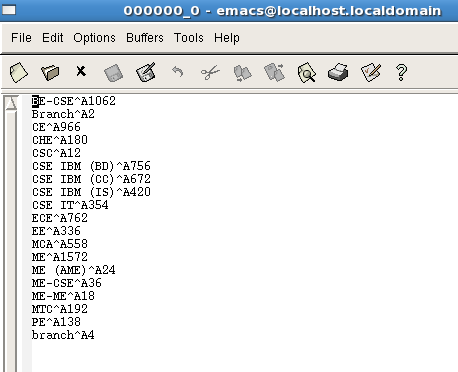 000000_0 - emacs@localhost.localdomain
File Edit Options Buffers Tools Help
BE-CSE^A1062
Branch^A2
CE^A966
CHE^A180
CSC^A12
CSE IBM (BD)^A756
CSE IBM (CC)^A672
CSE IBM (IS)^A420
CSE IT^A354
ECE^A762
EE^A336
MCA^A558
ME^A1572
ME (AME)^A24
ME-CSE^A36
ME-ME^A18
MTC^A192
PE^A138
branch^A4